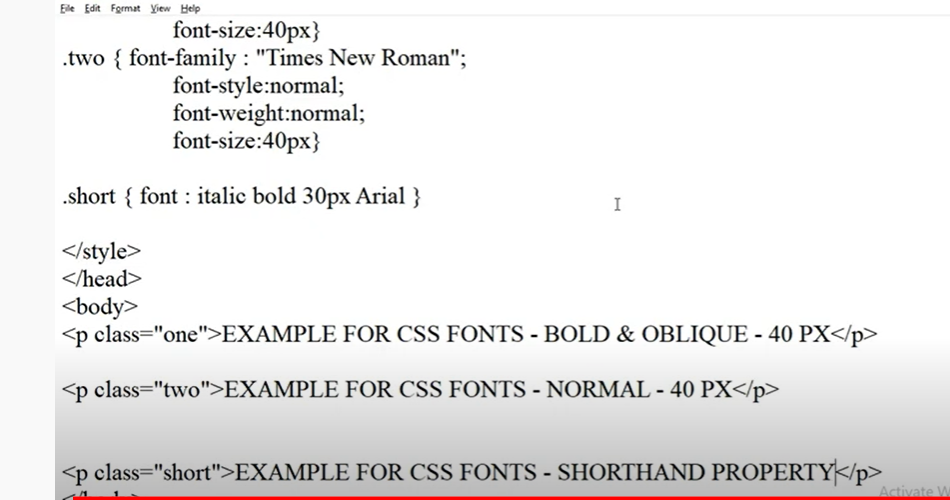 File Edit Format View Help
font-size:40px}
.two { font-family : "Times New Roman";
font-style:normal;
font-weight:normal;
font-size:40px}
.short { font : italic bold 30px Arial }
</style>
</head>
<body>
<p class="one">EXAMPLE FOR CSS FONTS - BOLD & OBLIQUE - 40 PX</p>
<p class="two">EXAMPLE FOR CSS FONTS - NORMAL - 40 PX</p>
<p class="short">EXAMPLE FOR CSS FONTS - SHORTHAND PROPERTY</p>
Activate W